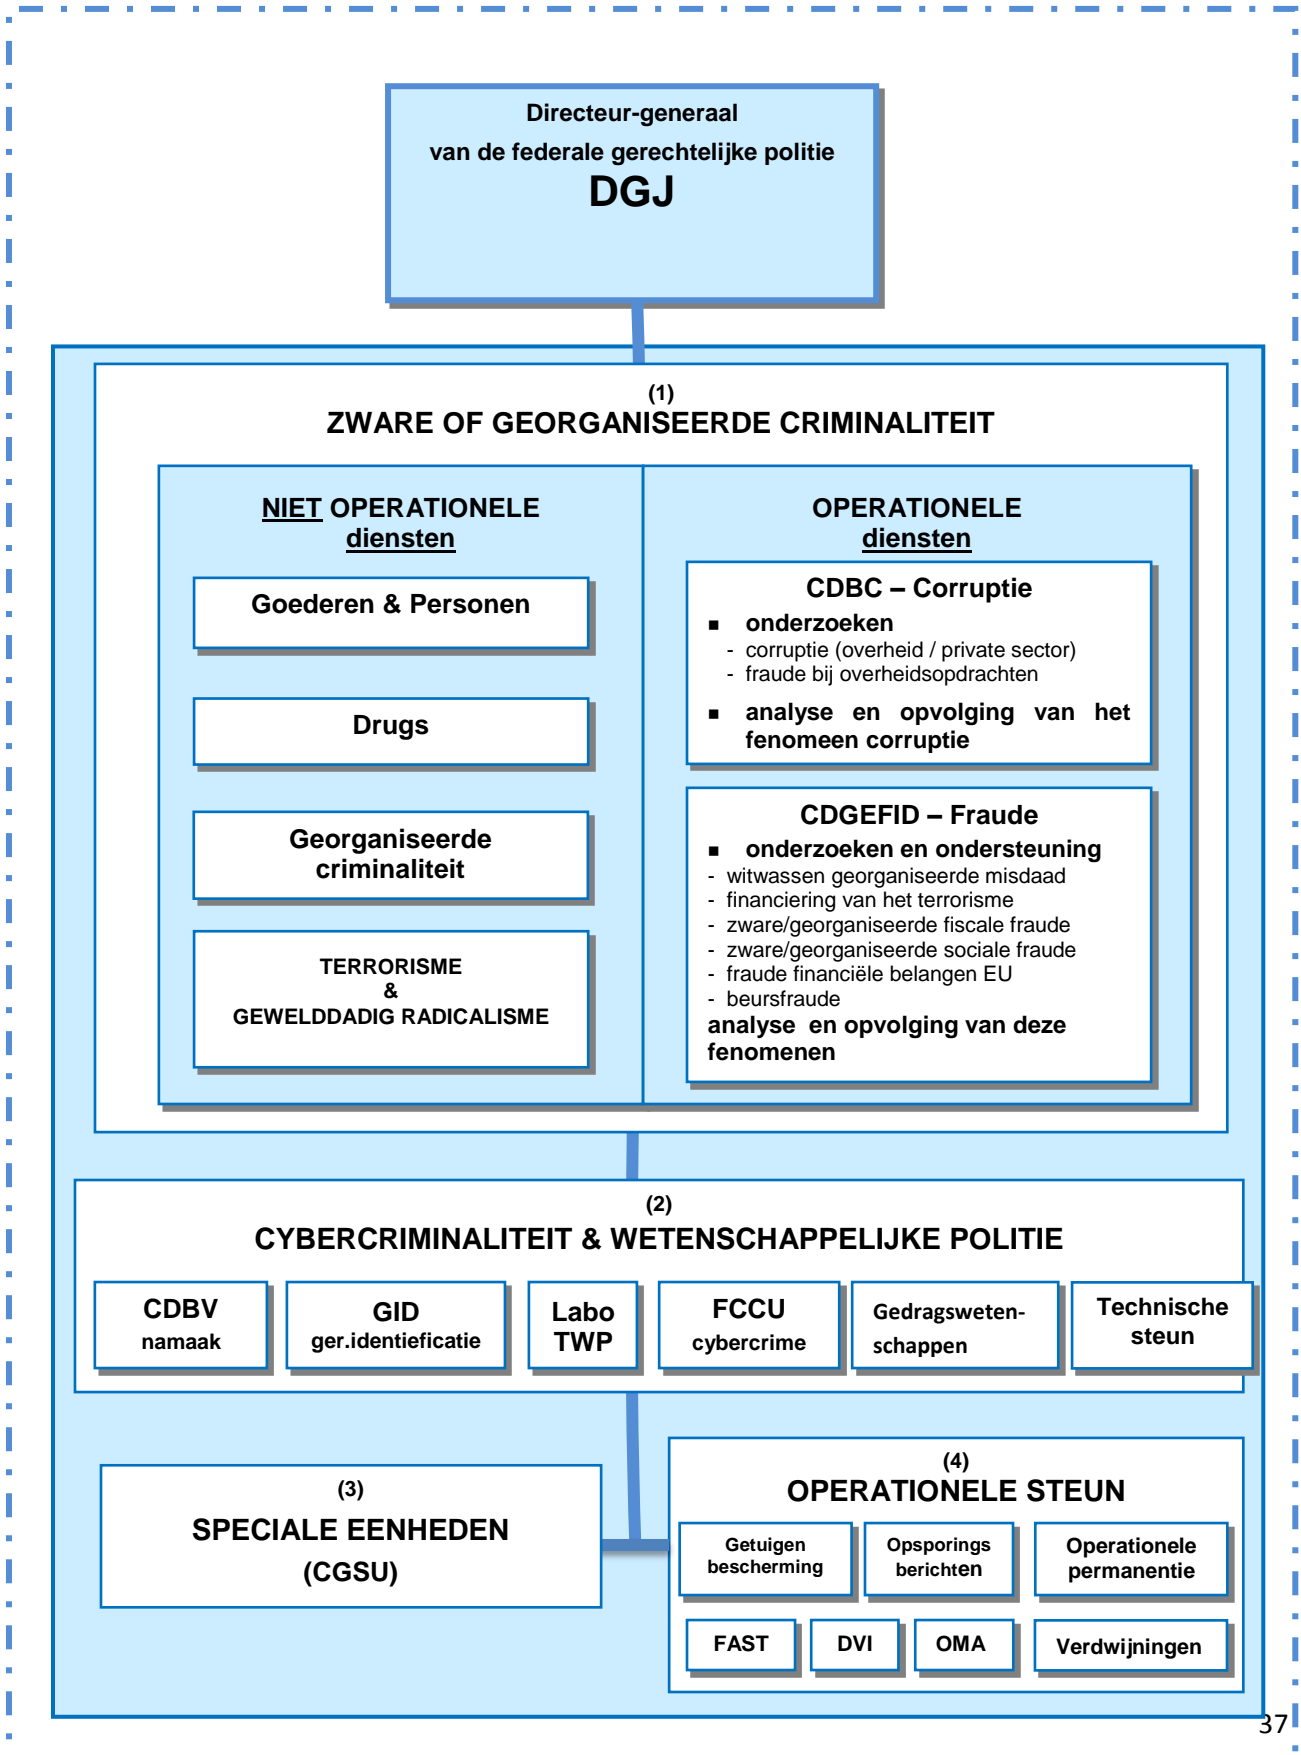 Directeur-generaal
van de federale gerechtelijke politie
DGJ
(1)
ZWARE OF GEORGANISEERDE CRIMINALITEIT
NIET OPERATIONELE
diensten
Goederen & Personen
Drugs
Georganiseerde
criminaliteit
TERRORISME
&
GEWELDDADIG RADICALISME
OPERATIONELE
diensten
CDBC – Corruptie
■ onderzoeken
- corruptie (overheid / private sector)
- fraude bij overheidsopdrachten
■ analyse en opvolging van het
fenomeen corruptie
CDGEFID – Fraude
■ onderzoeken en ondersteuning
- witwassen georganiseerde misdaad
- financiering van het terrorisme
- zware/georganiseerde fiscale fraude
- zware/georganiseerde sociale fraude
- fraude financiële belangen EU
- beursfraude
analyse en opvolging van deze
fenomenen
(2)
CYBERCRIMINALITEIT & WETENSCHAPPELIJKE POLITIE
CDBV
namaak
GID
ger.identieficatie
Labo
TWP
FCCU
cybercrime
Gedragsweten-
schappen
Technische
steun
(3)
SPECIALE EENHEDEN
(CGSU)
(4)
OPERATIONELE STEUN
Getuigen
bescherming
Opsporings
berichten
Operationele
permanentie
FAST
DVI
OMA
Verdwijningen
37